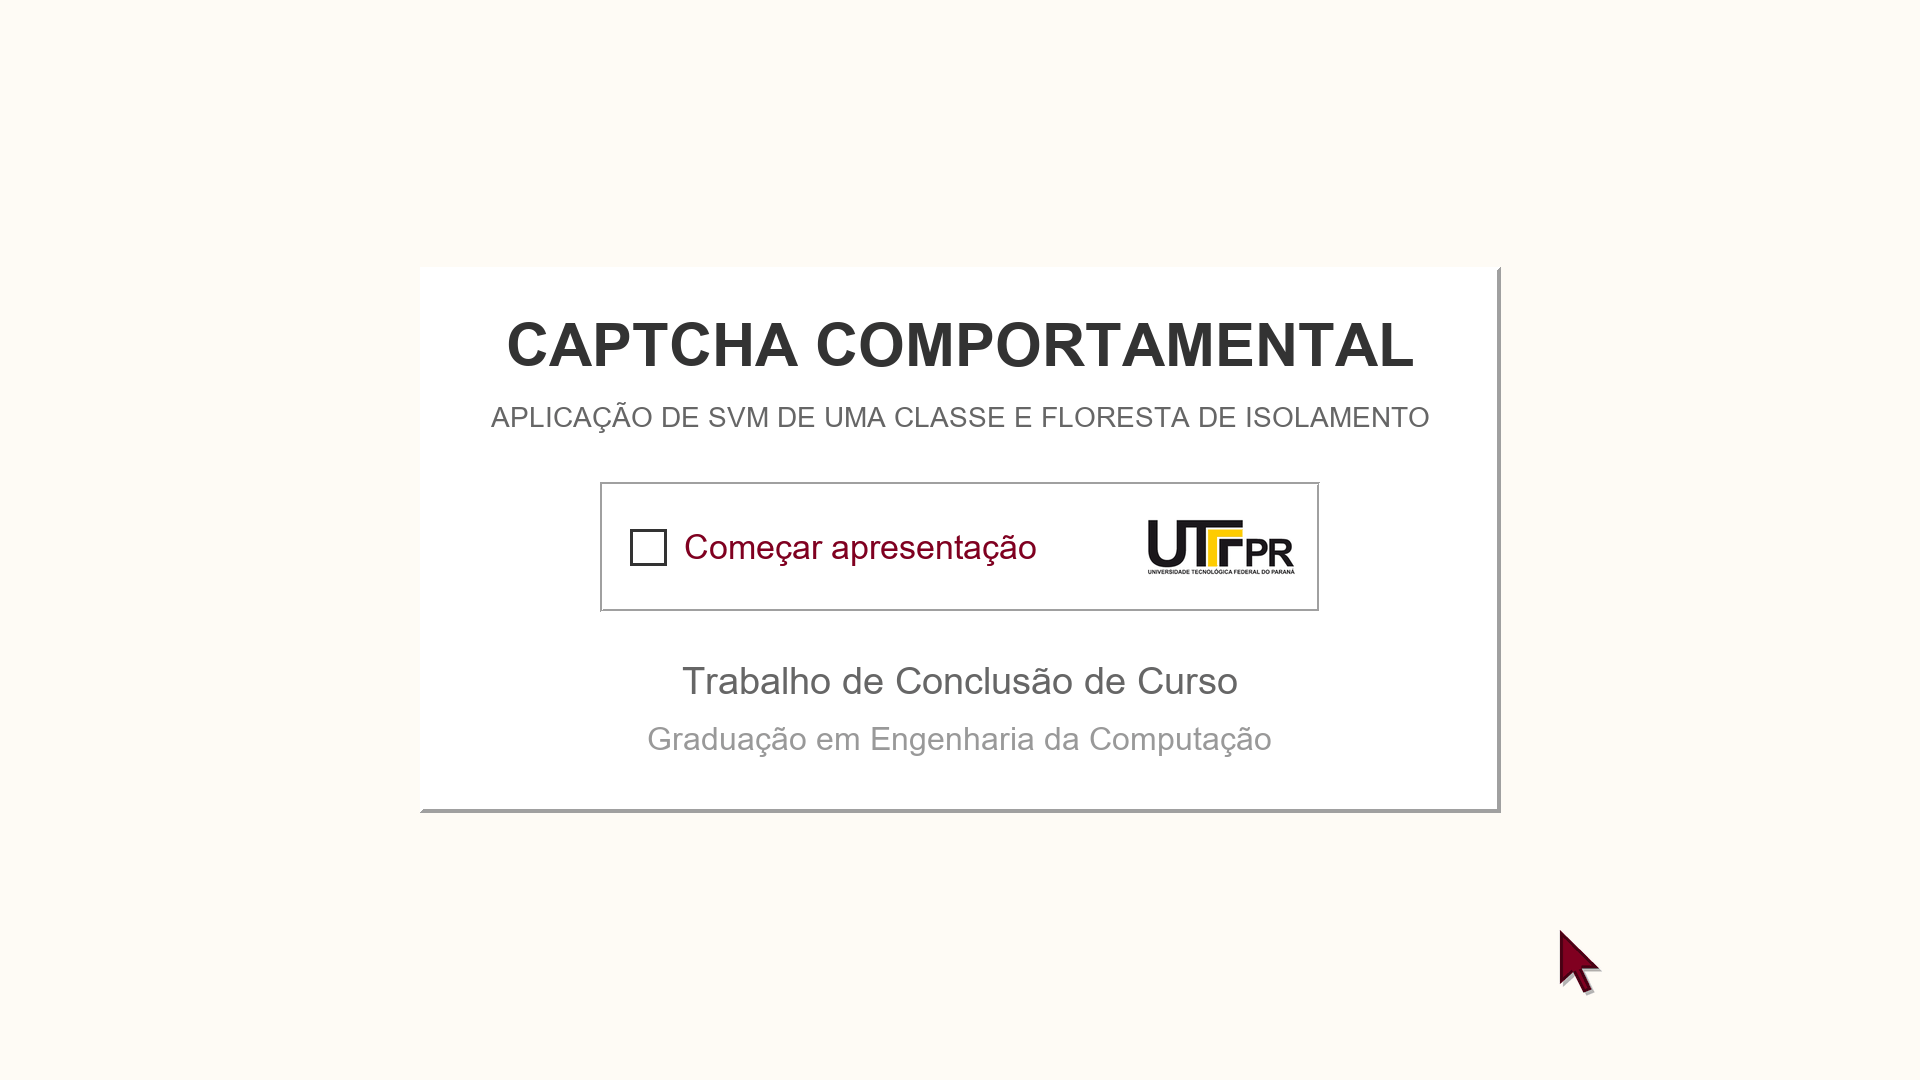 CAPTCHA COMPORTAMENTAL
APLICAÇÃO DE SVM DE UMA CLASSE E FLORESTA DE ISOLAMENTO
Começar apresentação
UTFPR
UNIVERSIDADE TECNOLÓGICA FEDERAL DO PARANÁ
Trabalho de Conclusão de Curso
Graduação em Engenharia da Computação